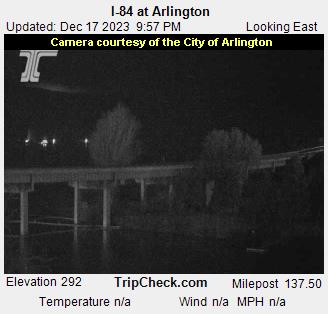 I-84 at Arlington
Updated: Dec 17 2023 9:57 PM Looking East
Camera courtesy of the City of Arlington
Elevation 292 TripCheck.com Milepost 137.50
Temperature n/a Wind n/a MPH n/a